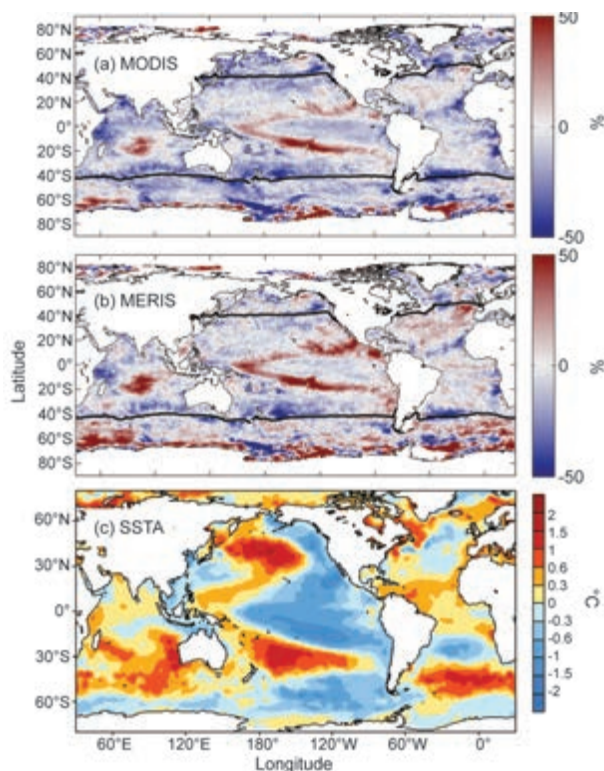 80°N
60°N
40°N
20°N
0°
20°S
40°S
60°S
80°S
(a) MODIS
50
0
-50
%
80°N
60°N
40°N
20°N
0°
20°S
40°S
60°S
80°S
(b) MERIS
50
0
-50
%
Latitude
60°N
30°N
0°
30°S
60°S
(c) SSTA
2
1.5
1
0.6
0.3
0
-0.3
-0.6
-1
-1.5
-2
°C
60°E
120°E
180°
120°W
60°W
0°
Longitude